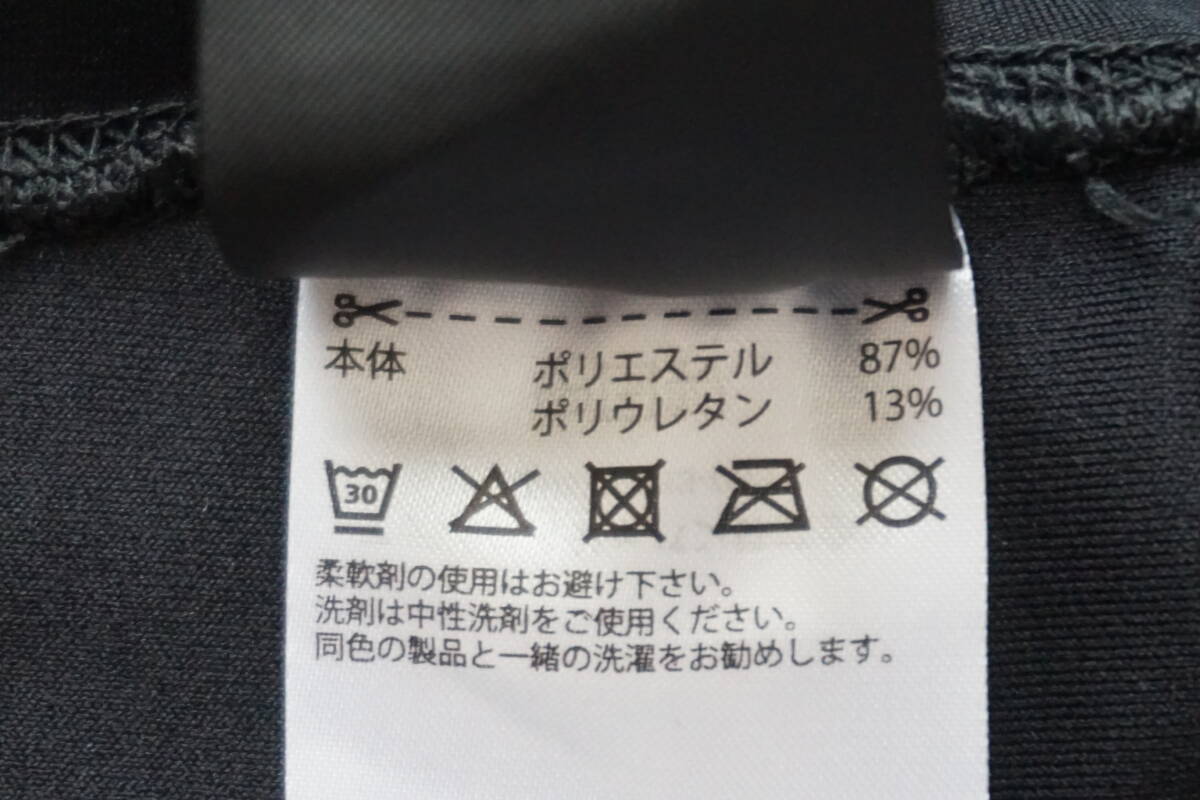 本体 ポリエステル 87%
ポリウレタン 13%
30
柔軟剤の使用はお避け下さい。
洗剤は中性洗剤をご使用ください。
同色の製品と一緒の洗濯をお勧めします。